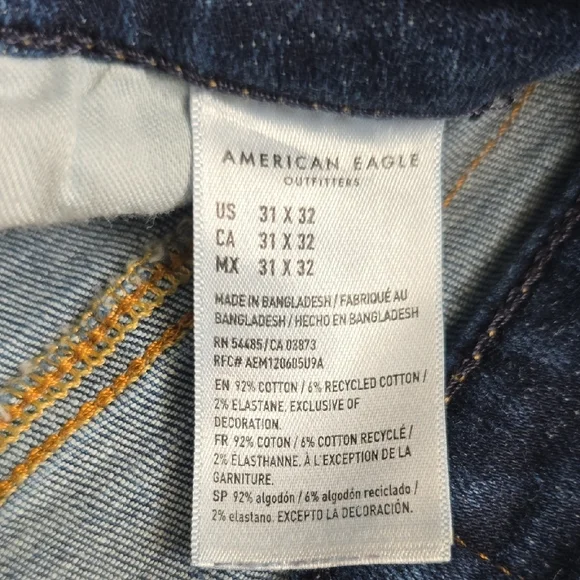 AMERICAN EAGLE
OUTFITTERS
US 31 X 32
CA 31 X 32
MX 31 X 32
MADE IN BANGLADESH / FABRIQUÉ AU
BANGLADESH / HECHO EN BANGLADESH
RN 54485 / CA 03873
RFC# AEM120605U9A
EN 92% COTTON / 6% RECYCLED COTTON /
2% ELASTANE. EXCLUSIVE OF
DECORATION.
FR 92% COTON / 6% COTTON RECYCLÉ /
2% ÉLASTHANNE. À L'EXCEPTION DE LA
GARNITURE.
SP 92% algodón / 6% algodón reciclado /
2% elastano. EXCEPTO LA DECORACIÓN.